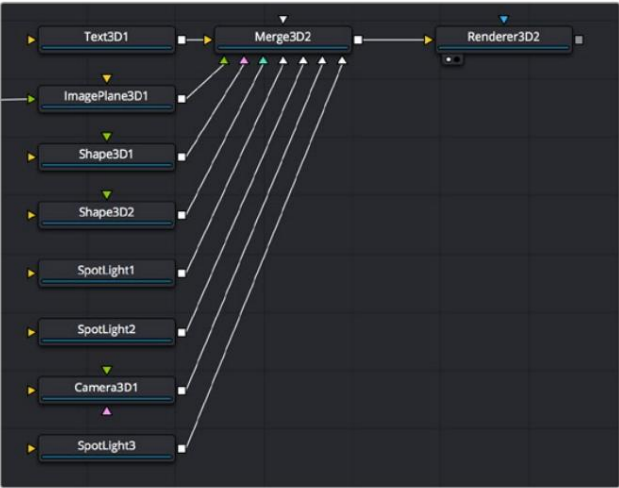 Text3D1
Merge3D2
Renderer3D2
ImagePlane3D1
Shape3D1
Shape3D2
SpotLight1
SpotLight2
Camera3D1
SpotLight3